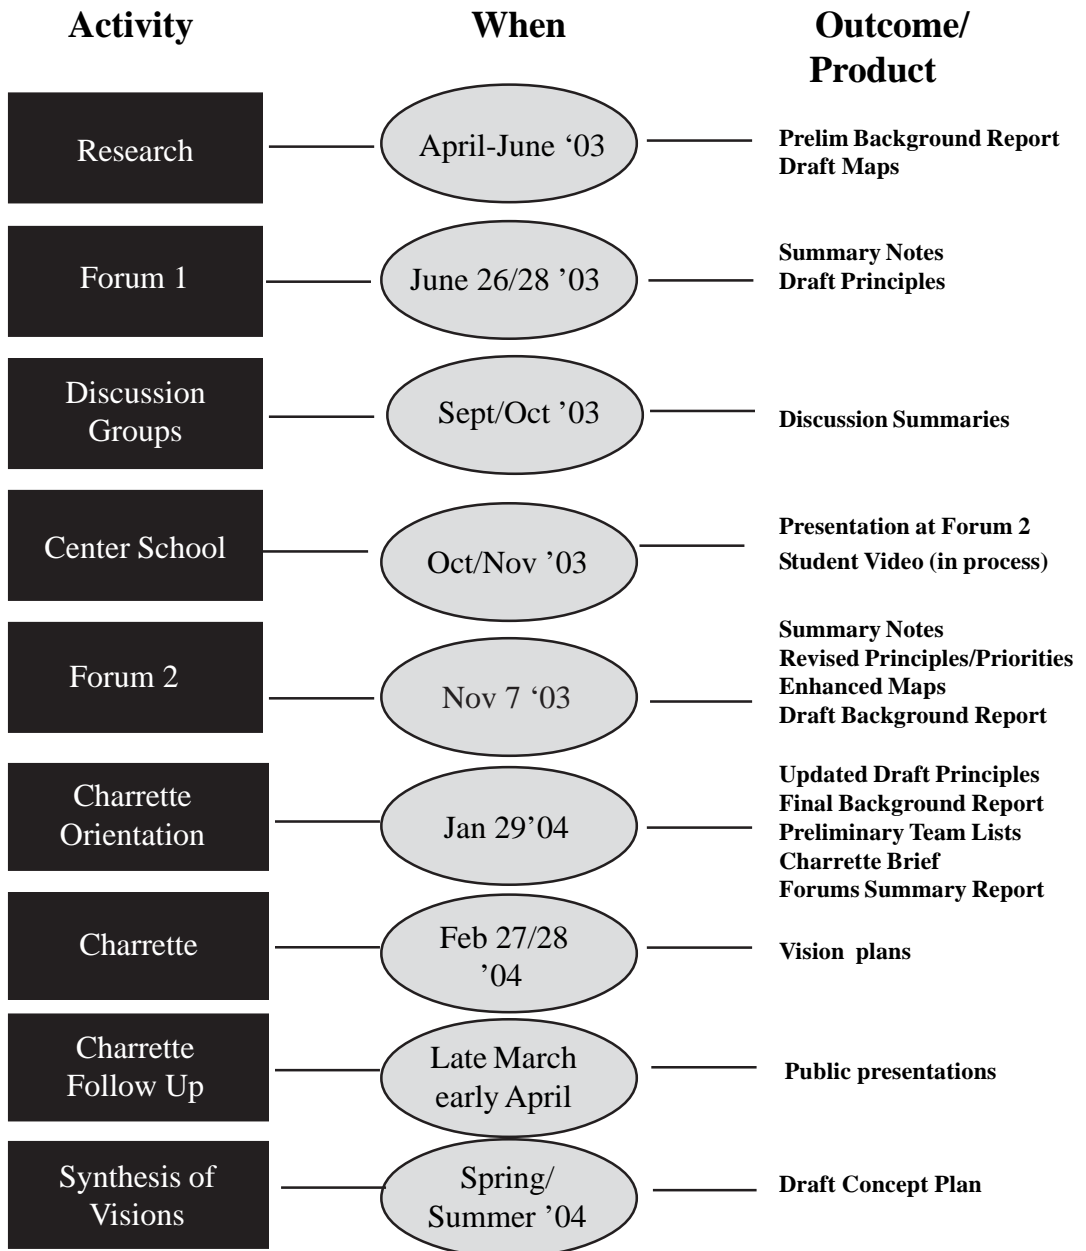 Activity
When
Outcome/
Product
Research
April-June ‘03
Prelim Background Report
Draft Maps
Forum 1
June 26/28 ’03
Summary Notes
Draft Principles
Discussion
Groups
Sept/Oct ’03
Discussion Summaries
Center School
Oct/Nov ’03
Presentation at Forum 2
Student Video (in process)
Forum 2
Nov 7 ‘03
Summary Notes
Revised Principles/Priorities
Enhanced Maps
Draft Background Report
Charrette
Orientation
Jan 29’04
Updated Draft Principles
Final Background Report
Preliminary Team Lists
Charrette Brief
Forums Summary Report
Charrette
Feb 27/28
’04
Vision plans
Charrette
Follow Up
Late March
early April
Public presentations
Synthesis of
Visions
Spring/
Summer ’04
Draft Concept Plan